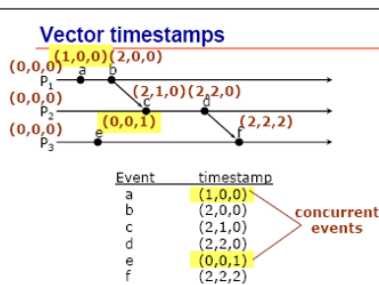 Vector timestamps
(1,0,0)(2,0,0)
(0,0,0) a b
P1
(0,0,0) (2,1,0)(2,2,0)
P2 c d
(0,0,0) (0,0,1) (2,2,2)
P3 e f
Event timestamp
a (1,0,0)
b (2,0,0)
c (2,1,0)
d (2,2,0)
e (0,0,1)
f (2,2,2)
concurrent
events